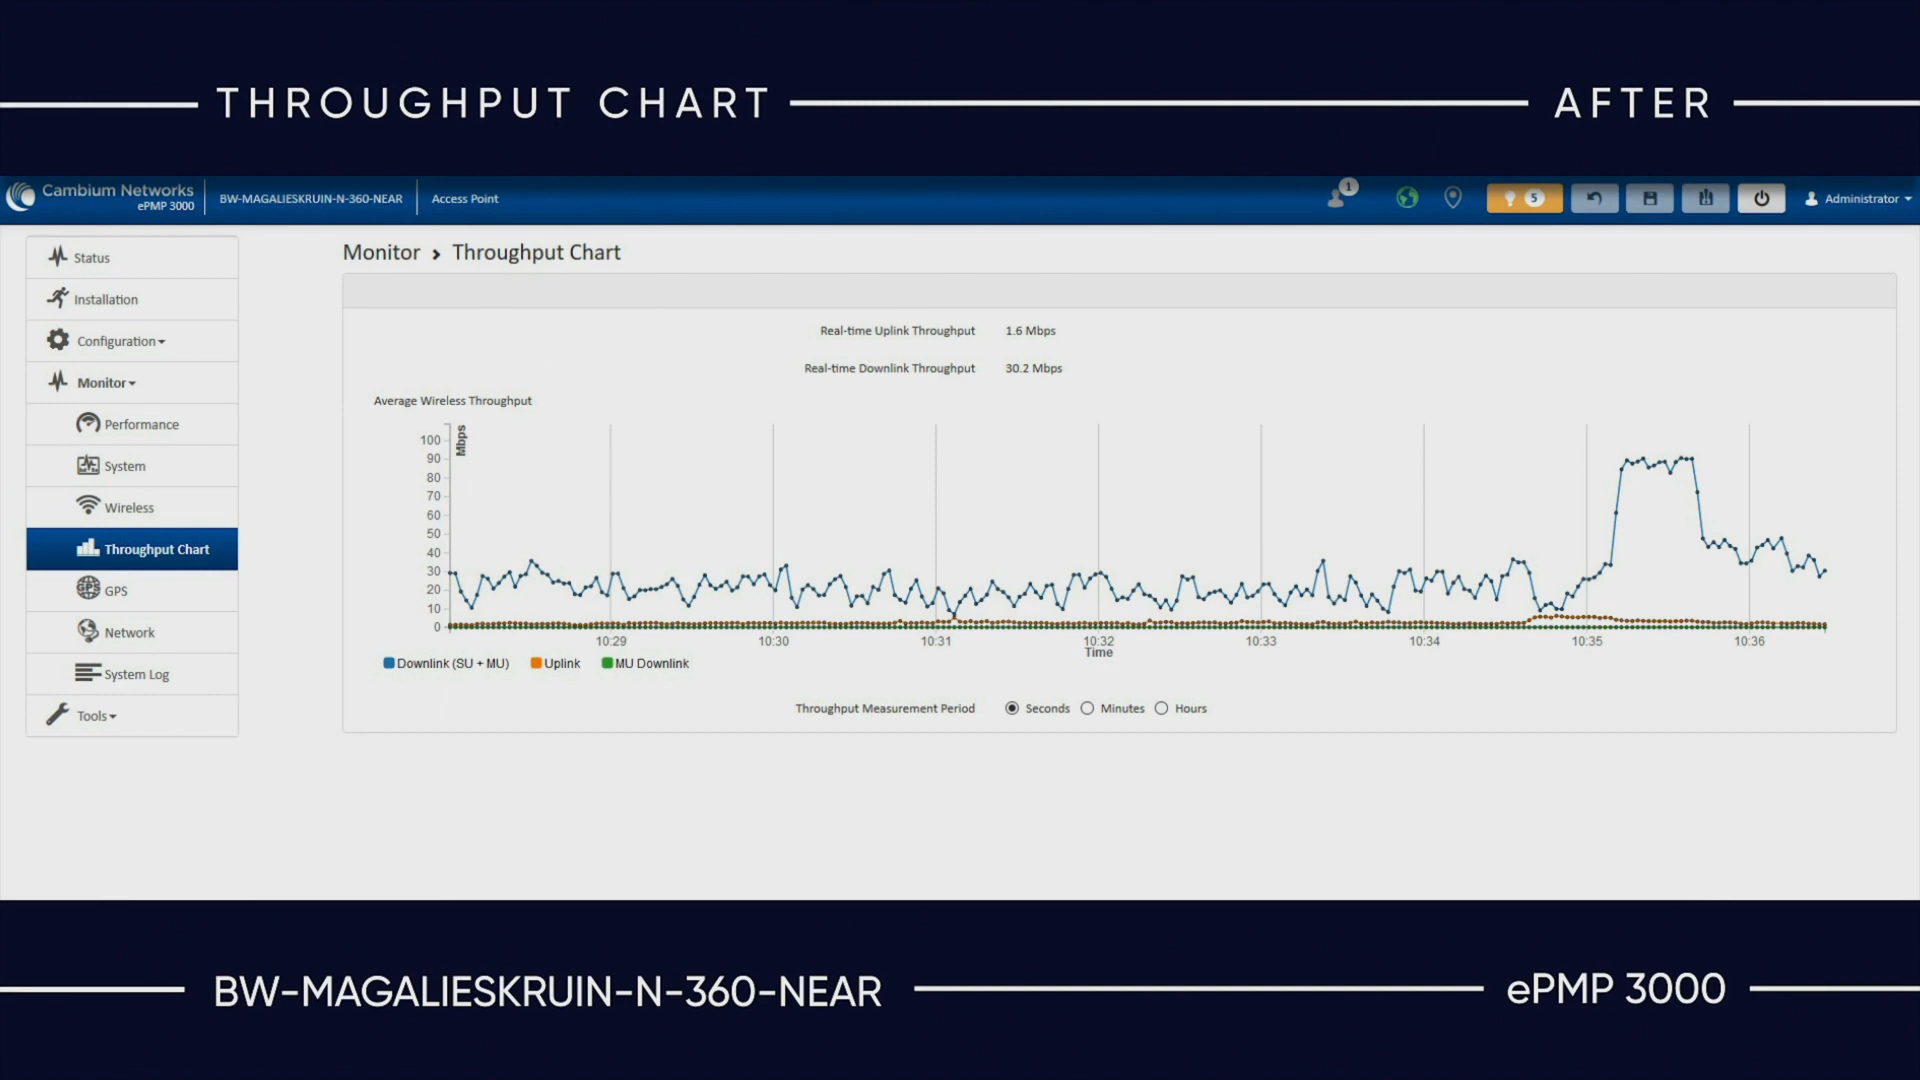 THROUGHPUT CHART
AFTER
Cambium Networks
ePMP 3000
BW-MAGALIESKRUIN-N-360-NEAR
Access Point
1
5
Administrator
Status
Installation
Configuration
Monitor
Performance
System
Wireless
Throughput Chart
GPS
GPS
Network
System Log
Tools
Monitor > Throughput Chart
Real-time Uplink Throughput 1.6 Mbps
Real-time Downlink Throughput 30.2 Mbps
Average Wireless Throughput
Mbps
100
90
80
70
60
50
40
30
20
10
0
10:29 10:30 10:31 10:32 10:33 10:34 10:35 10:36
Time
Downlink (SU + MU) Uplink MU Downlink
Throughput Measurement Period Seconds Minutes Hours
BW-MAGALIESKRUIN-N-360-NEAR
ePMP 3000